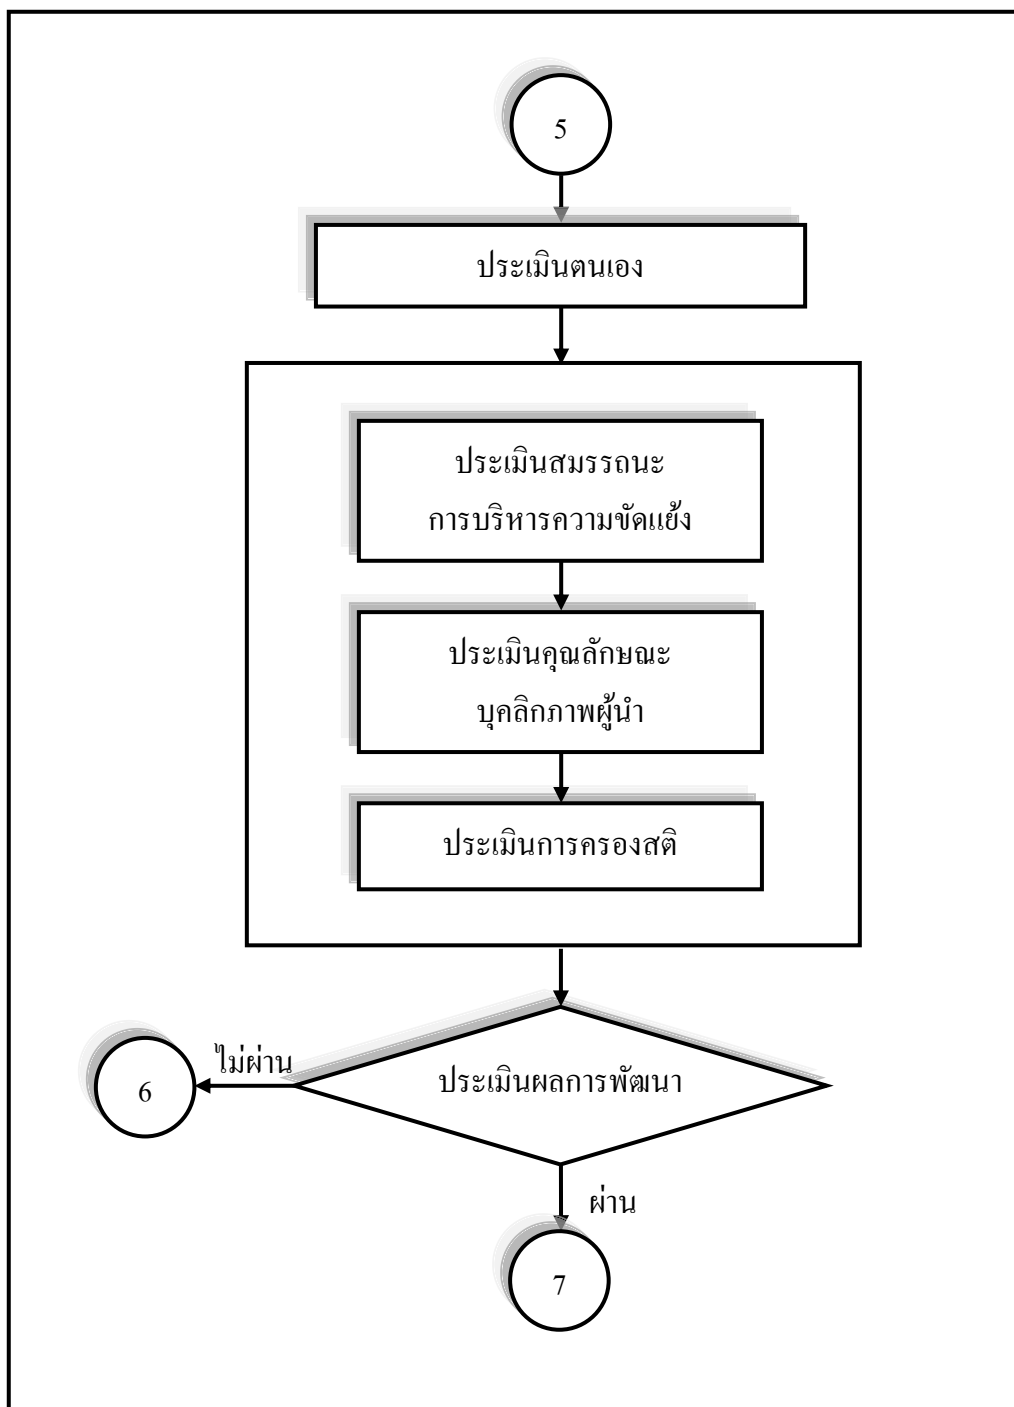 5
ประเมินตนเอง
ประเมินสมรรถนะ
การบริหารความขัดแย้ง
ประเมินคุณลักษณะ
บุคลิกภาพผู้นำ
ประเมินการครองสติ
ไม่ผ่าน
6
ประเมินผลการพัฒนา
ผ่าน
7